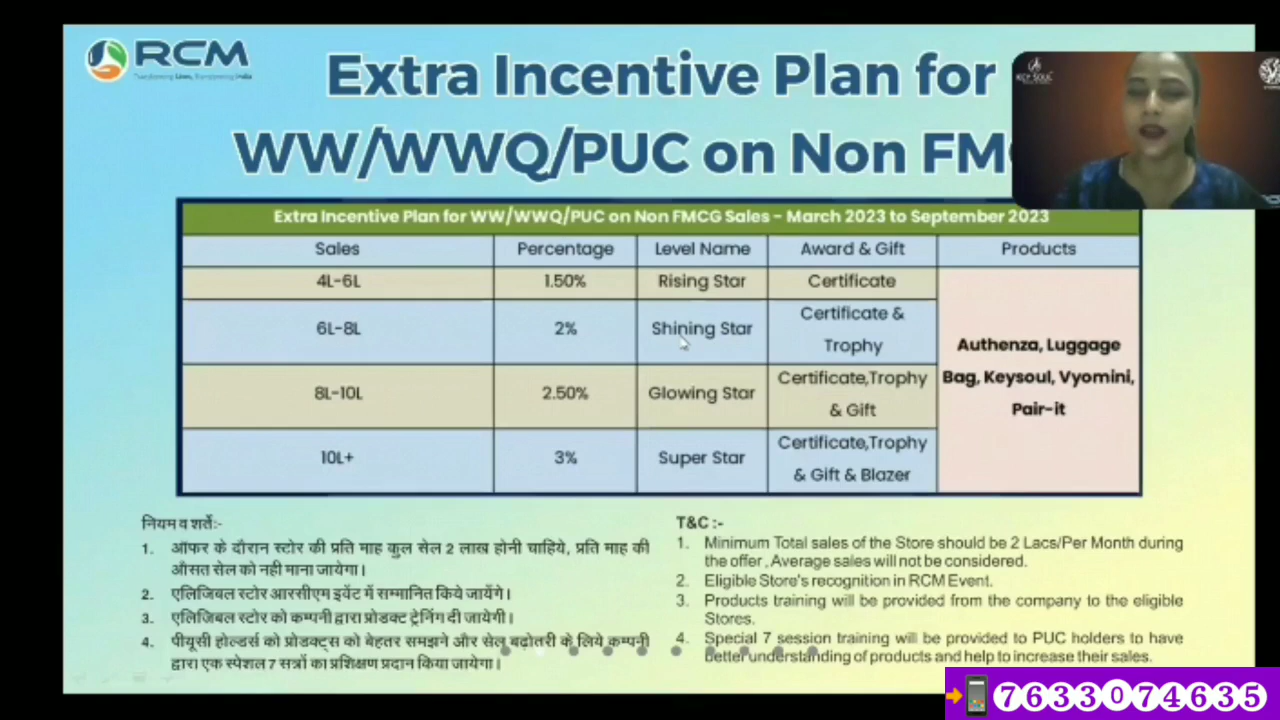 RCM
Transforming Lives, Transforming India
Extra Incentive Plan for
WW/WWQ/PUC on Non FM
KEY SOUL
Extra Incentive Plan for WW/WWQ/PUC on Non FMCG Sales - March 2023 to September 2023
Sales Percentage Level Name Award & Gift Products
4L-6L 1.50% Rising Star Certificate
6L-8L 2% Shining Star Certificate & Trophy
8L-10L 2.50% Glowing Star Certificate,Trophy & Gift
10L+ 3% Super Star Certificate,Trophy & Gift & Blazer
Authenza, Luggage
Bag, Keysoul, Vyomini,
Pair-it
नियम व शर्तें:-
1. ऑफर के दौरान स्टोर की प्रति माह कुल सेल 2 लाख होनी चाहिये, प्रति माह की
औसत सेल को नही माना जायेगा।
2. एलिजिबल स्टोर आरसीएम इवेंट में सम्मानित किये जायेंगे।
3. एलिजिबल स्टोर को कम्पनी द्वारा प्रोडक्ट ट्रेनिंग दी जायेगी।
4. पीयूसी होल्डर्स को प्रोडक्ट्स को बेहतर समझने और सेल बढ़ोतरी के लिये कम्पनी
द्वारा एक स्पेशल 7 सत्रों का प्रशिक्षण प्रदान किया जायेगा।
T&C :-
1. Minimum Total sales of the Store should be 2 Lacs/Per Month during
the offer , Average sales will not be considered.
2. Eligible Store's recognition in RCM Event.
3. Products training will be provided from the company to the eligible
Stores.
4. Special 7 session training will be provided to PUC holders to have
better understanding of products and help to increase their sales.
7633074635